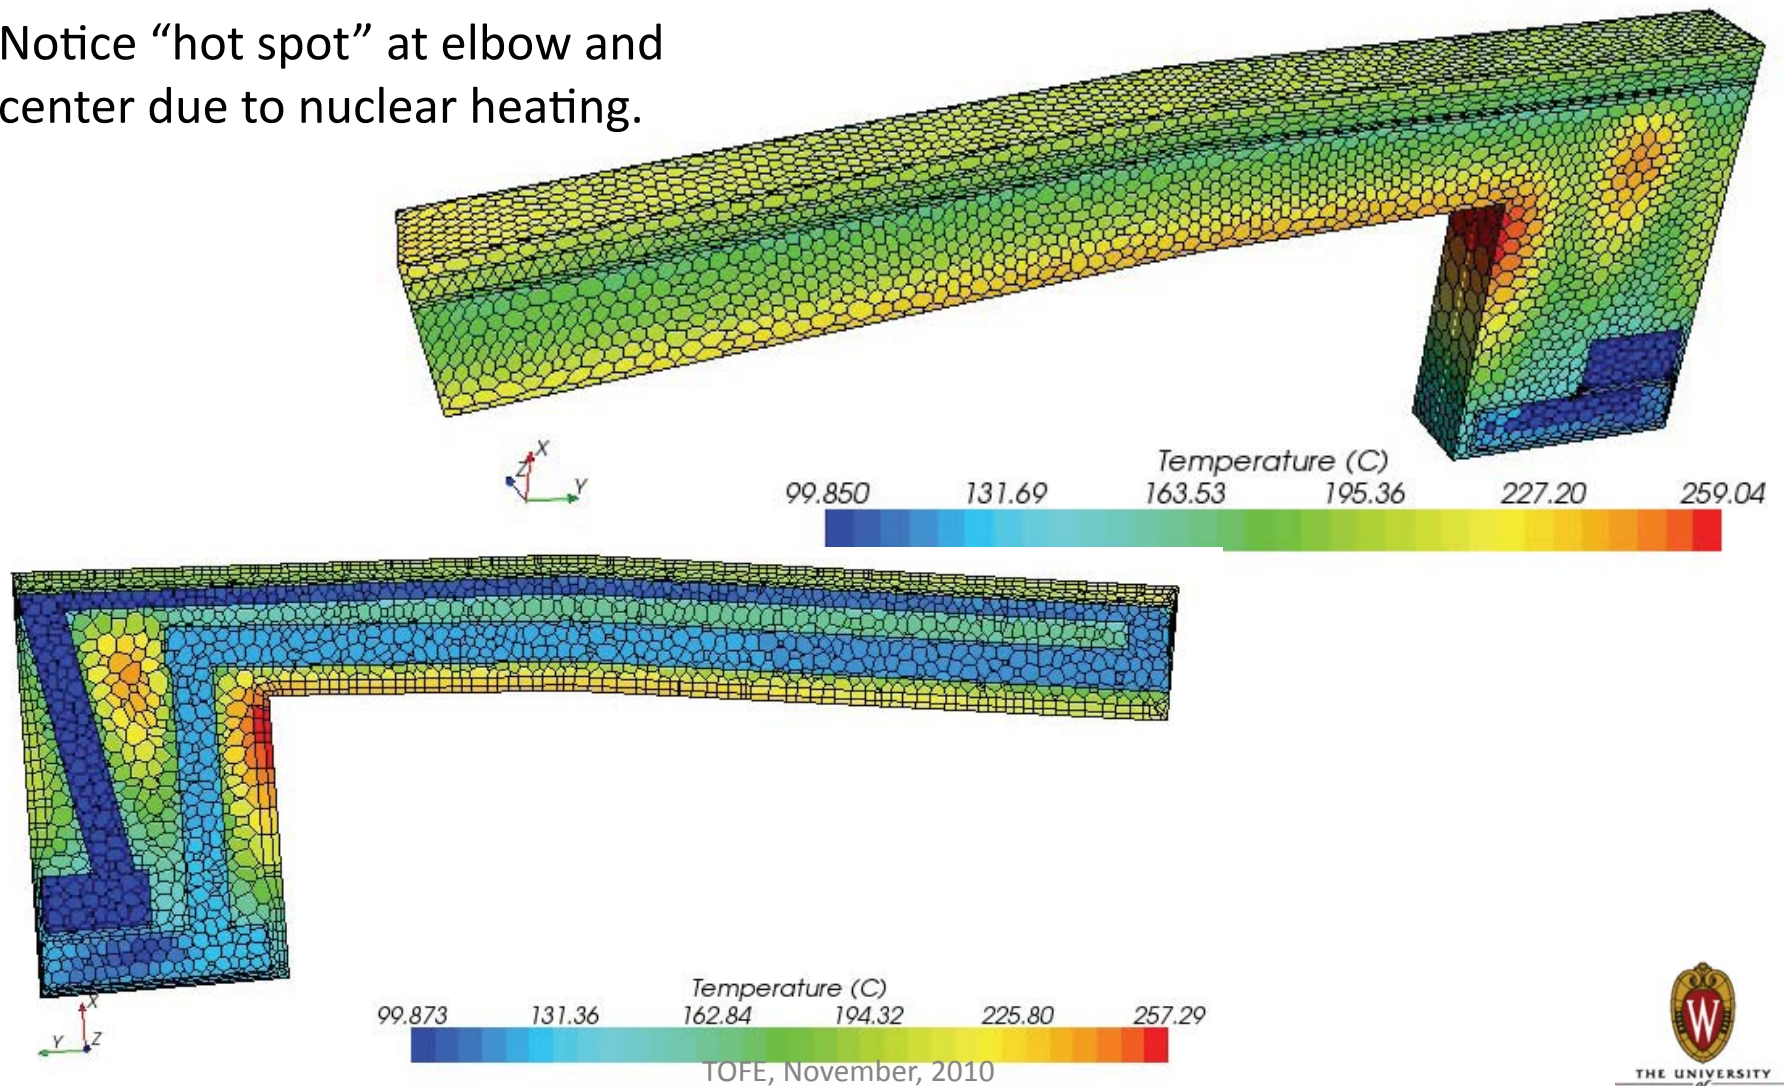 Notice “hot spot” at elbow and
center due to nuclear heating.
X
Z
Y
Temperature (C)
99.850 131.69 163.53 195.36 227.20 259.04
X
Y
Z
Temperature (C)
99.873 131.36 162.84 194.32 225.80 257.29
TOFE, November, 2010
W
THE UNIVERSITY